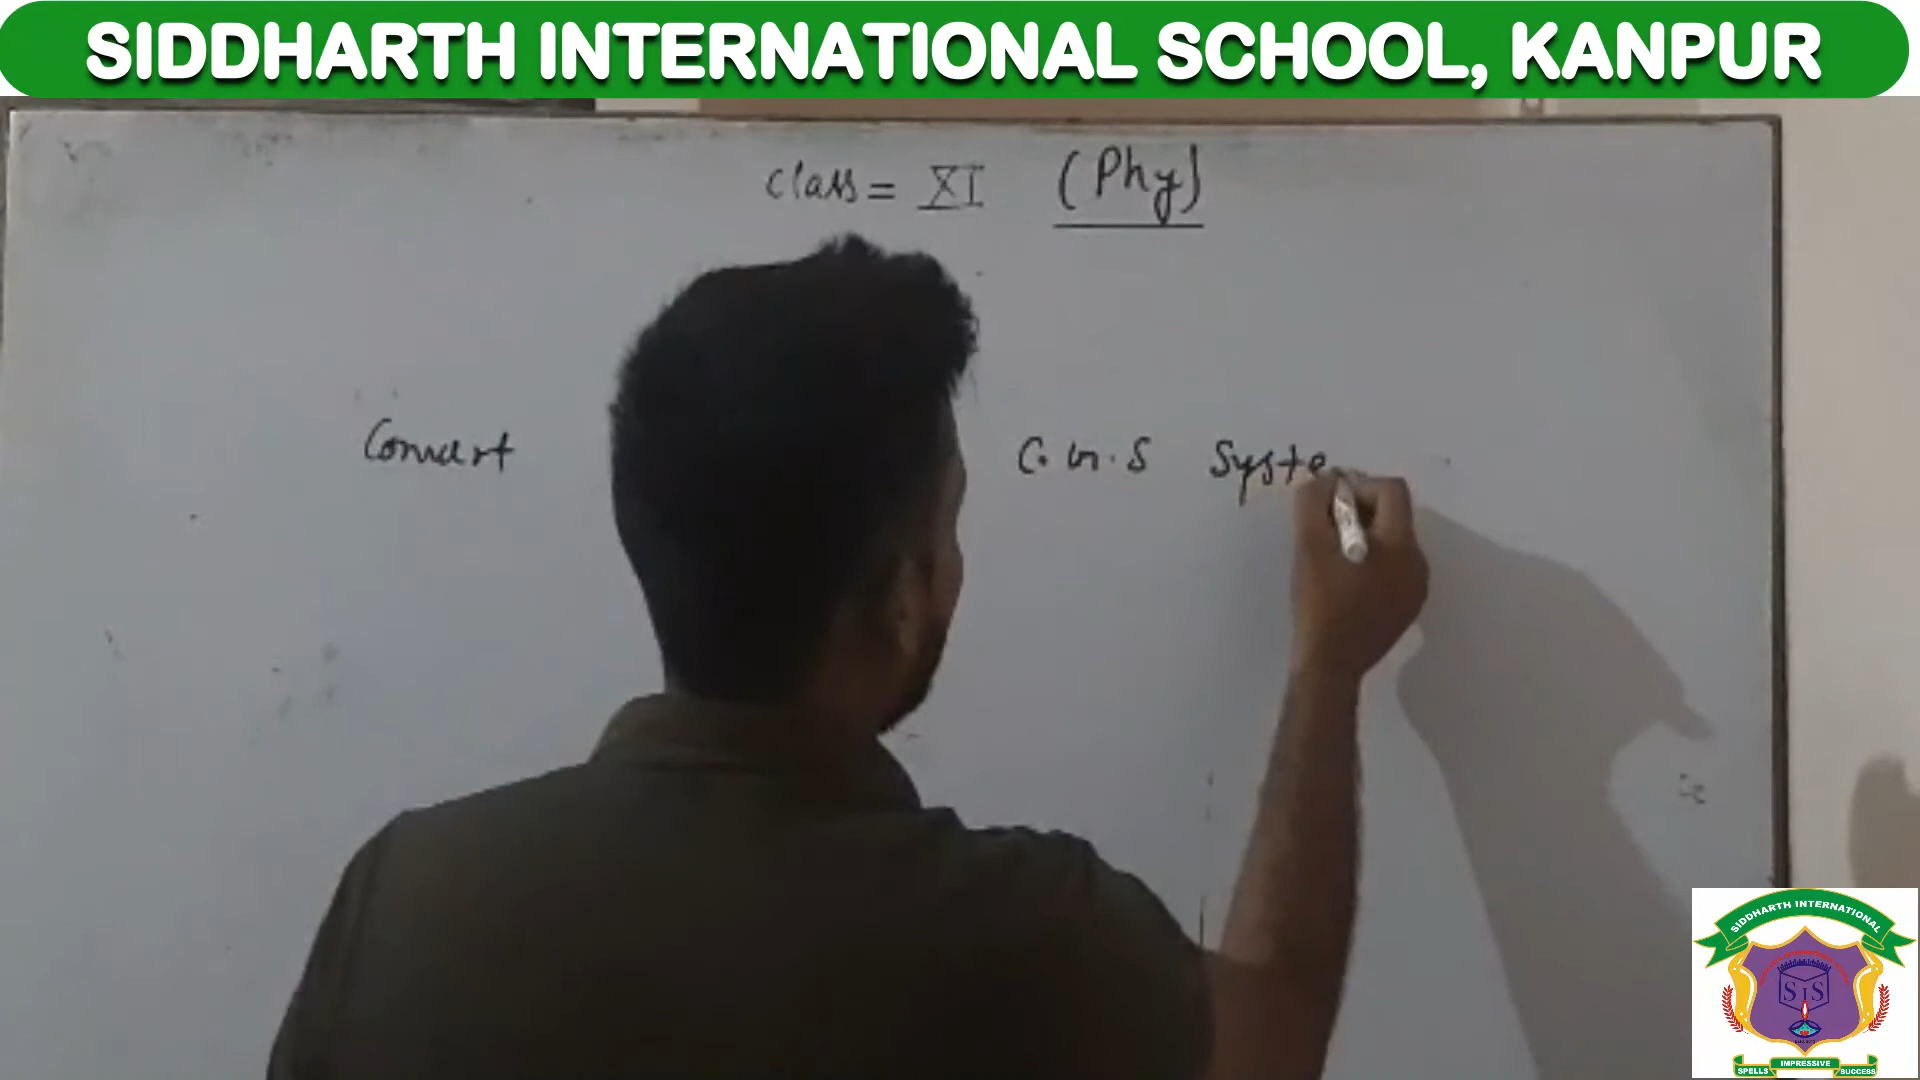 SIDDHARTH INTERNATIONAL SCHOOL, KANPUR
Class = XI (Phy)
Convert C.G.S Syste
SIDDHARTH INTERNATIONAL
SIS
SPELLS IMPRESSIVE SUCCESS